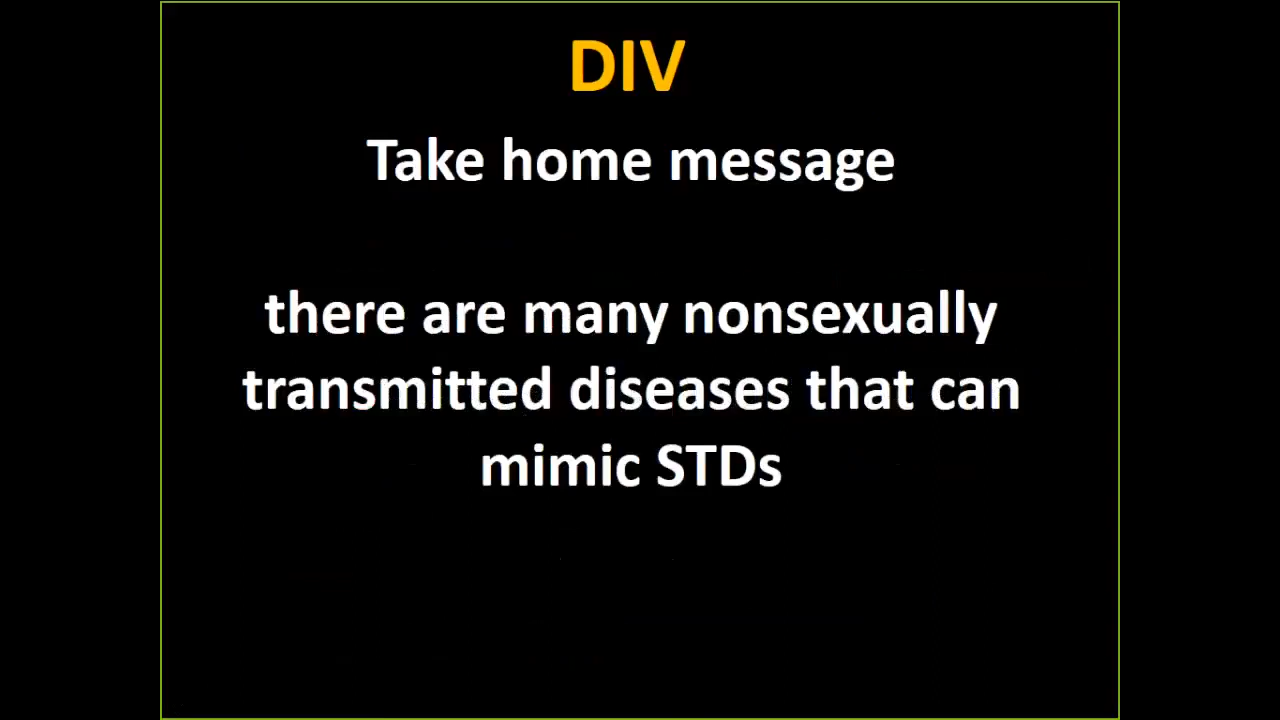 DIV
Take home message
there are many nonsexually
transmitted diseases that can
mimic STDs